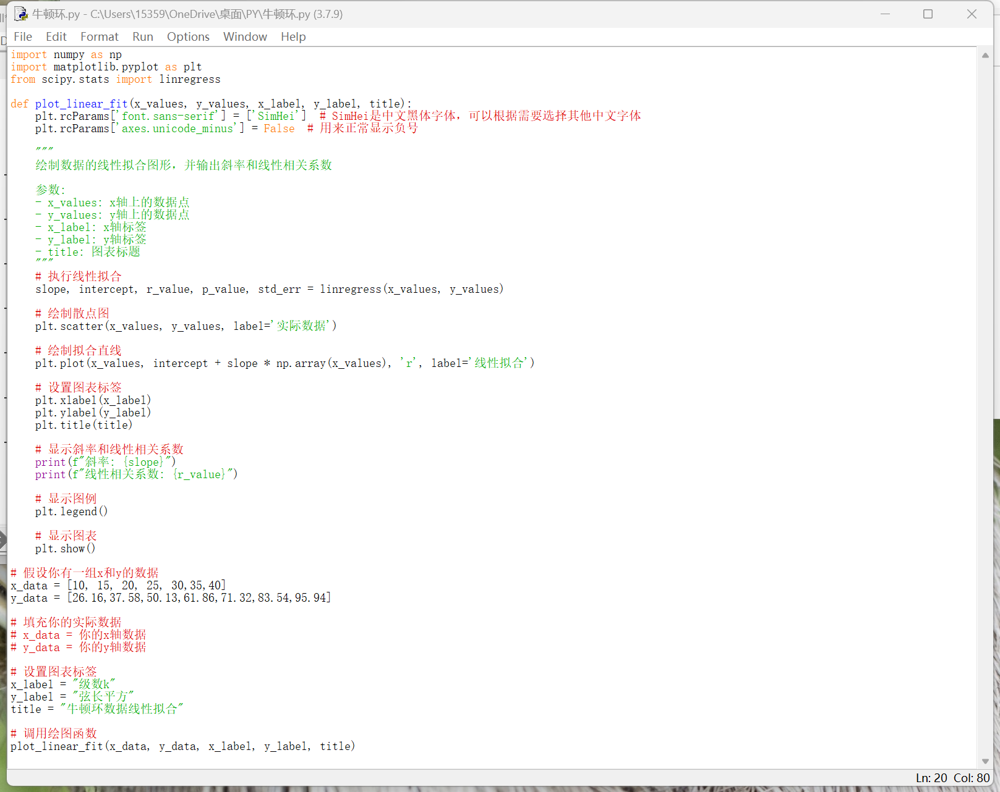 牛顿环.py - C:\Users\15359\OneDrive\桌面\PY\牛顿环.py (3.7.9)
File Edit Format Run Options Window Help
import numpy as np
import matplotlib.pyplot as plt
from scipy.stats import linregress
def plot_linear_fit(x_values, y_values, x_label, y_label, title):
    plt.rcParams['font.sans-serif'] = ['SimHei']  # SimHei是中文黑体字体，可以根据需要选择其他中文字体
    plt.rcParams['axes.unicode_minus'] = False  # 用来正常显示负号
    """
    绘制数据的线性拟合图形，并输出斜率和线性相关系数
    参数:
    - x_values: x轴上的数据点
    - y_values: y轴上的数据点
    - x_label: x轴标签
    - y_label: y轴标签
    - title: 图表标题
    """
    # 执行线性拟合
    slope, intercept, r_value, p_value, std_err = linregress(x_values, y_values)
    # 绘制散点图
    plt.scatter(x_values, y_values, label='实际数据')
    # 绘制拟合直线
    plt.plot(x_values, intercept + slope * np.array(x_values), 'r', label='线性拟合')
    # 设置图表标签
    plt.xlabel(x_label)
    plt.ylabel(y_label)
    plt.title(title)
    # 显示斜率和线性相关系数
    print(f"斜率: {slope}")
    print(f"线性相关系数: {r_value}")
    # 显示图例
    plt.legend()
    # 显示图表
    plt.show()
# 假设你有一组x和y的数据
x_data = [10, 15, 20, 25, 30,35,40]
y_data = [26.16,37.58,50.13,61.86,71.32,83.54,95.94]
# 填充你的实际数据
# x_data = 你的x轴数据
# y_data = 你的y轴数据
# 设置图表标签
x_label = "级数k"
y_label = "弦长平方"
title = "牛顿环数据线性拟合"
# 调用绘图函数
plot_linear_fit(x_data, y_data, x_label, y_label, title)
Ln: 20 Col: 80